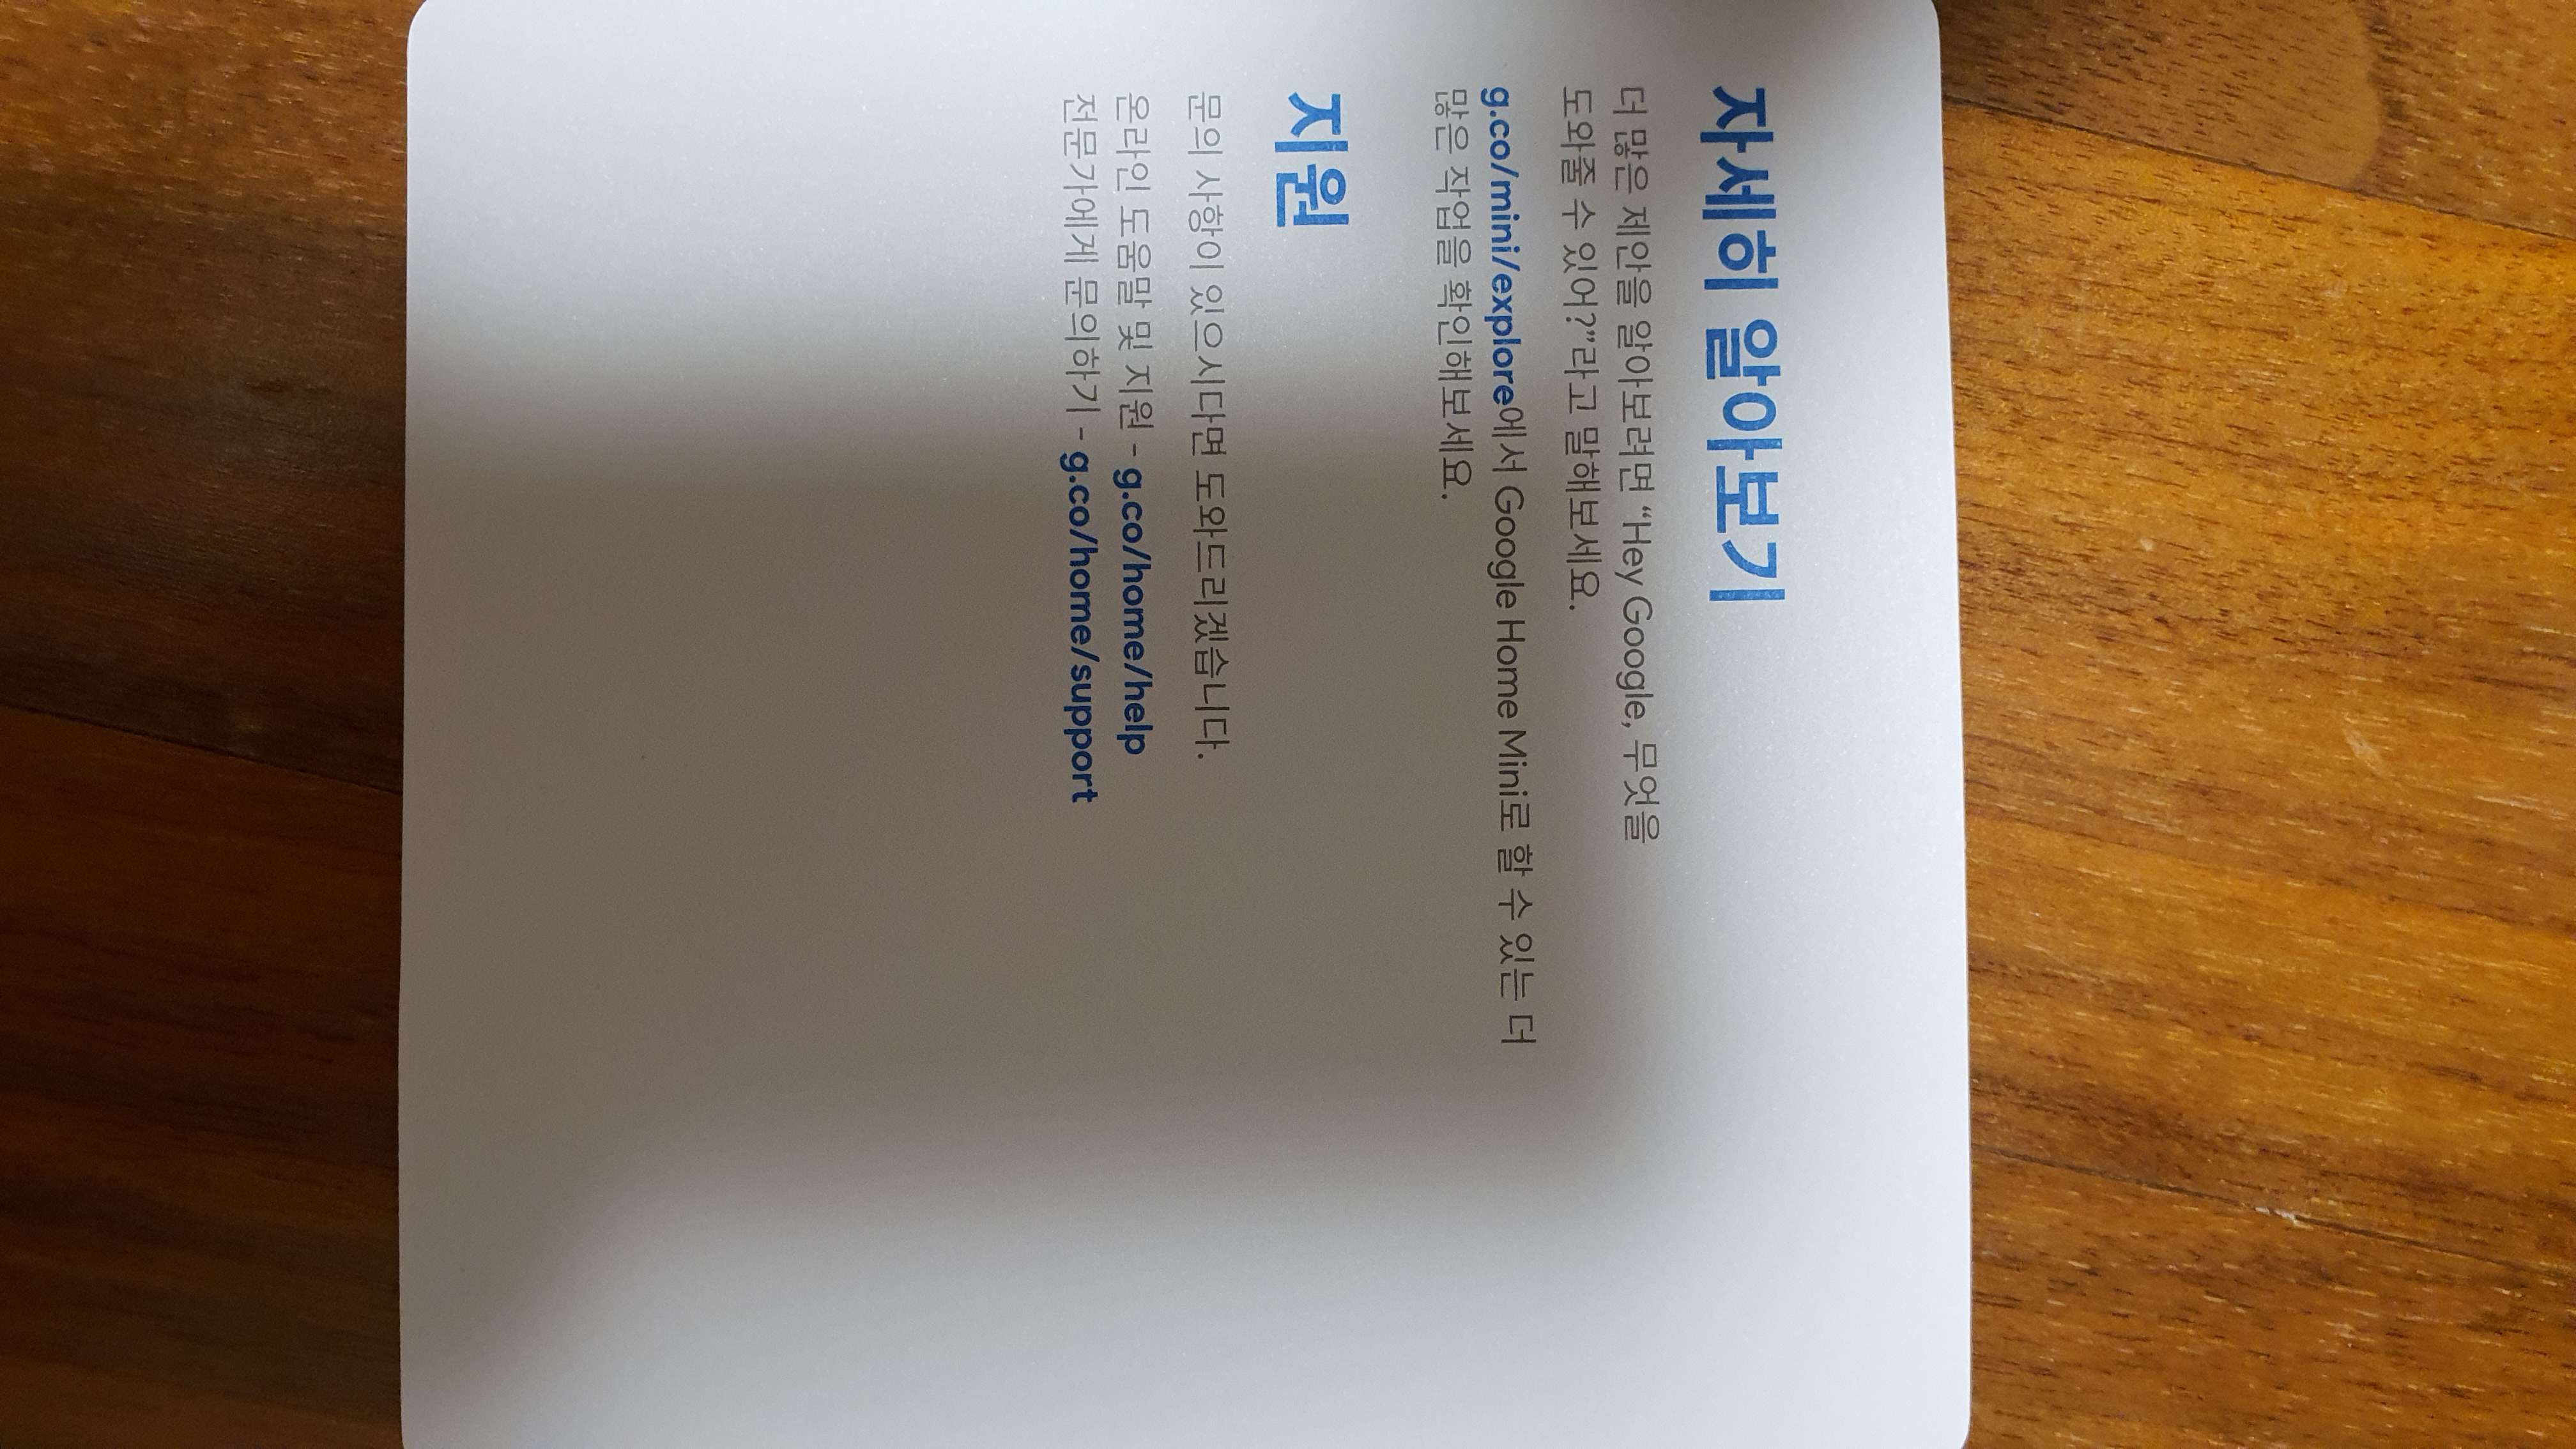 자세히 알아보기
더 많은 제안을 알아보려면 “Hey Google, 무엇을
도와줄 수 있어?”라고 말해보세요.
g.co/mini/explore에서 Google Home Mini로 할 수 있는 더
많은 작업을 확인해보세요.
지원
문의 사항이 있으시다면 도와드리겠습니다.
온라인 도움말 및 지원 - g.co/home/help
전문가에게 문의하기 - g.co/home/support